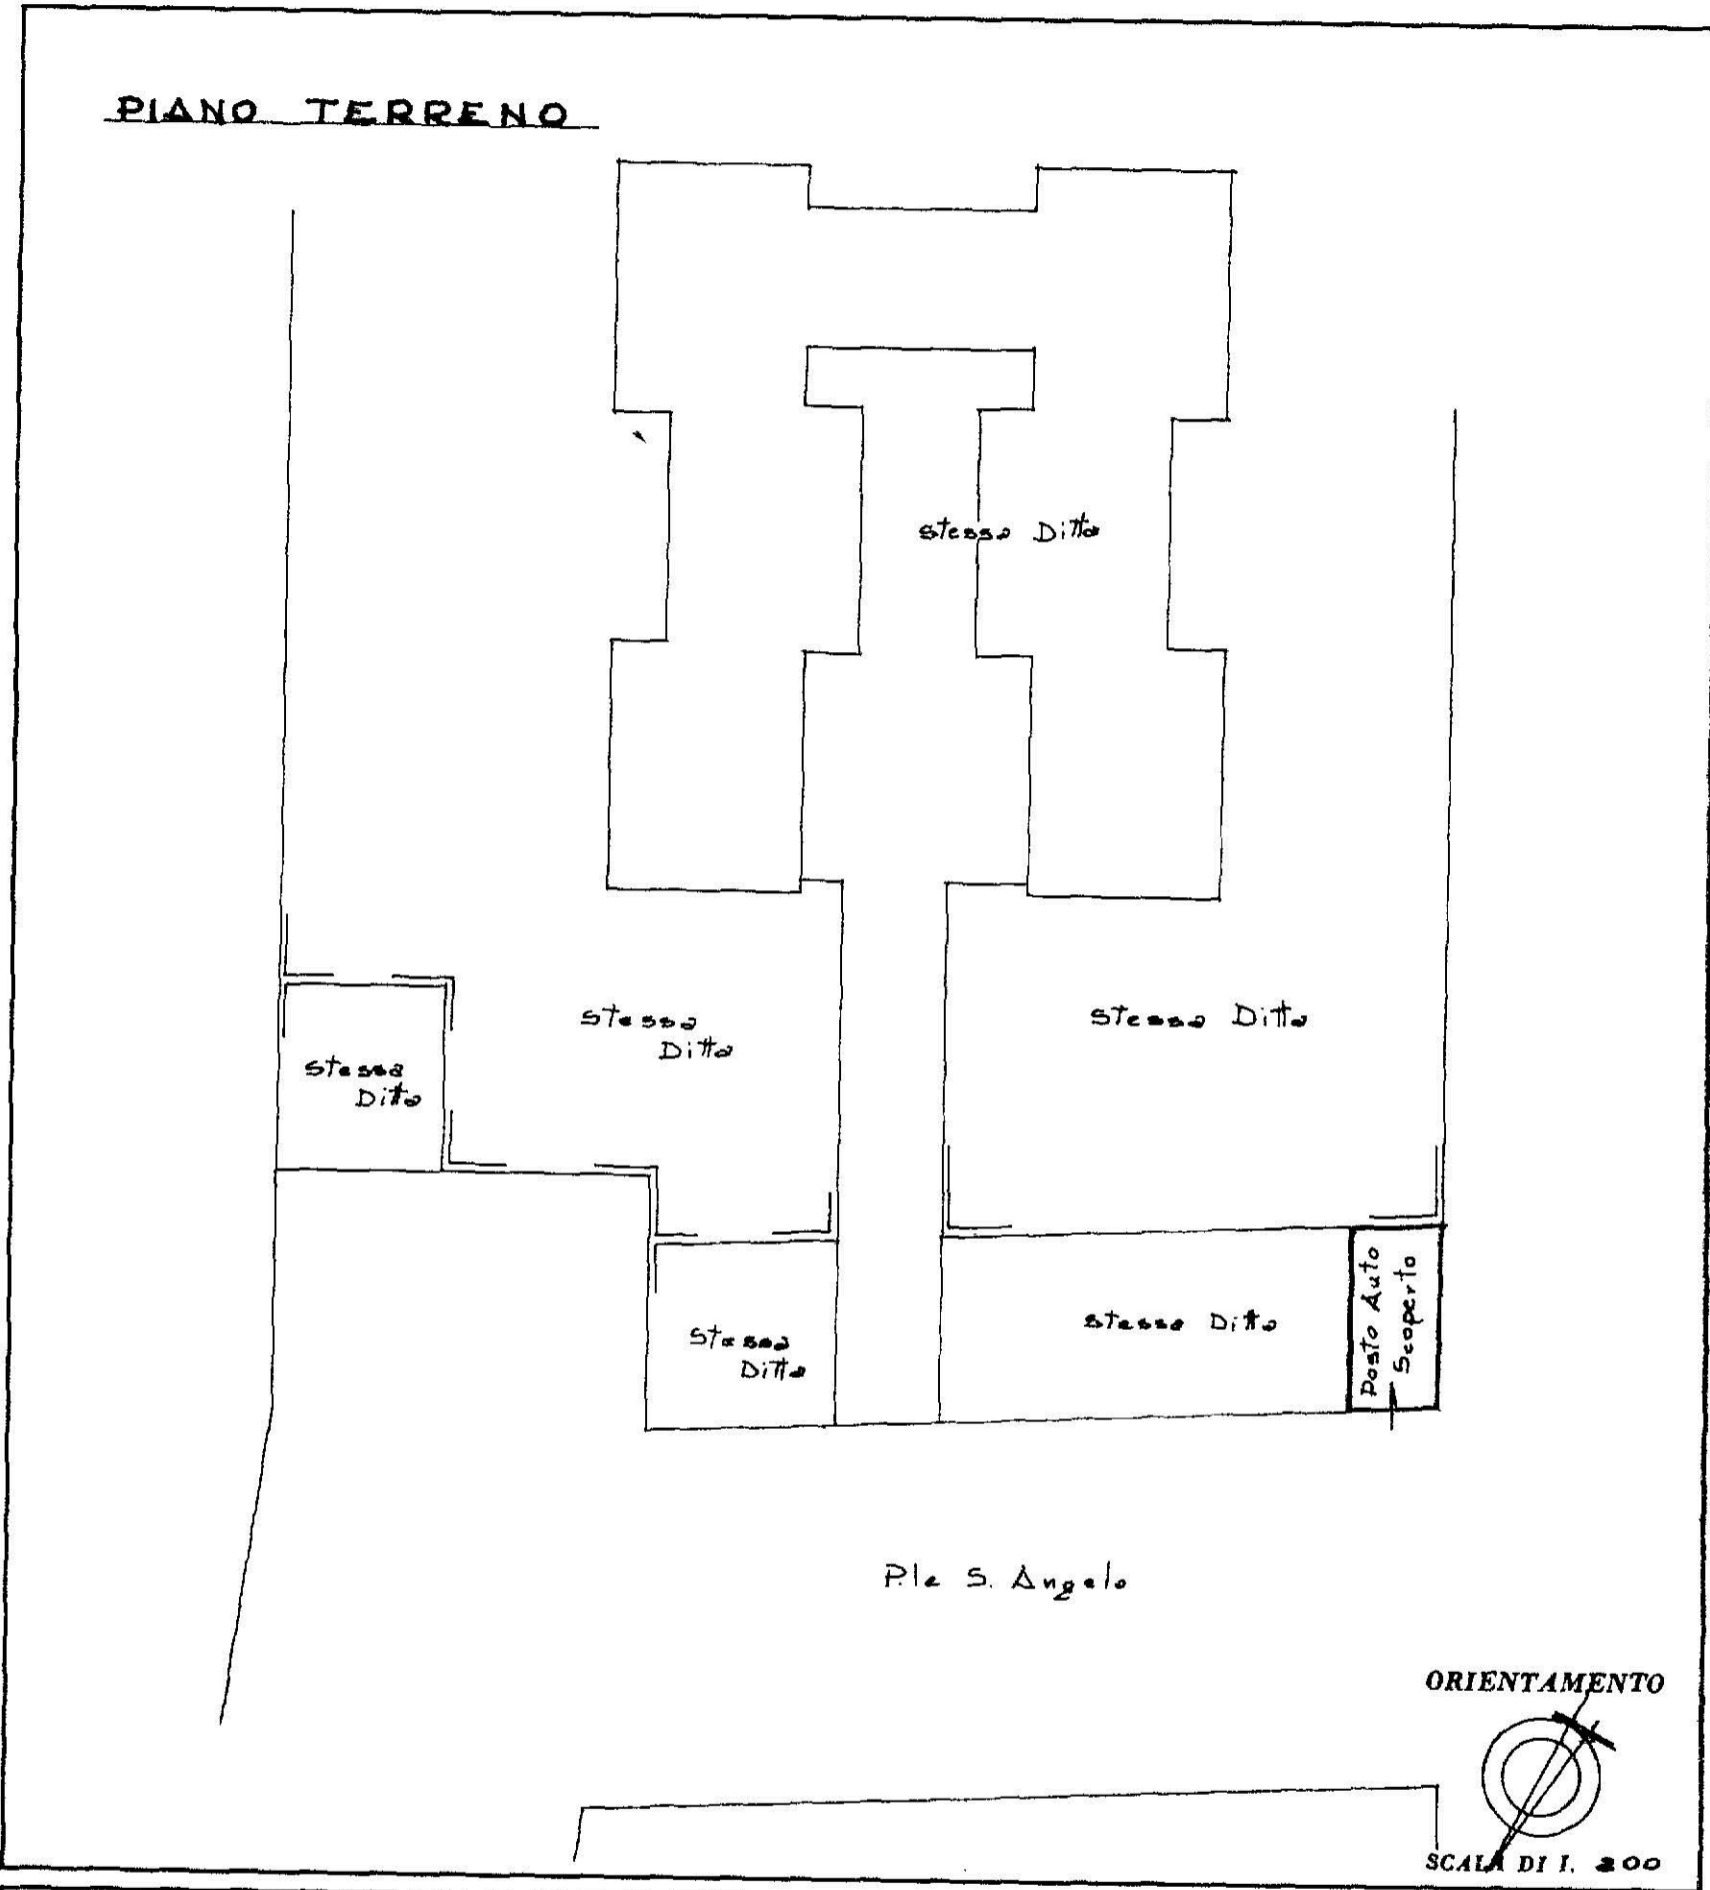 PIANO TERRENO
Stessa Ditta
Stessa
Ditta
Stessa Ditta
Stessa
Ditta
Stessa Ditta
Posto Auto
Scoperto
Stessa
Ditta
P.le S. Angelo
ORIENTAMENTO
SCALA DI 1. 200